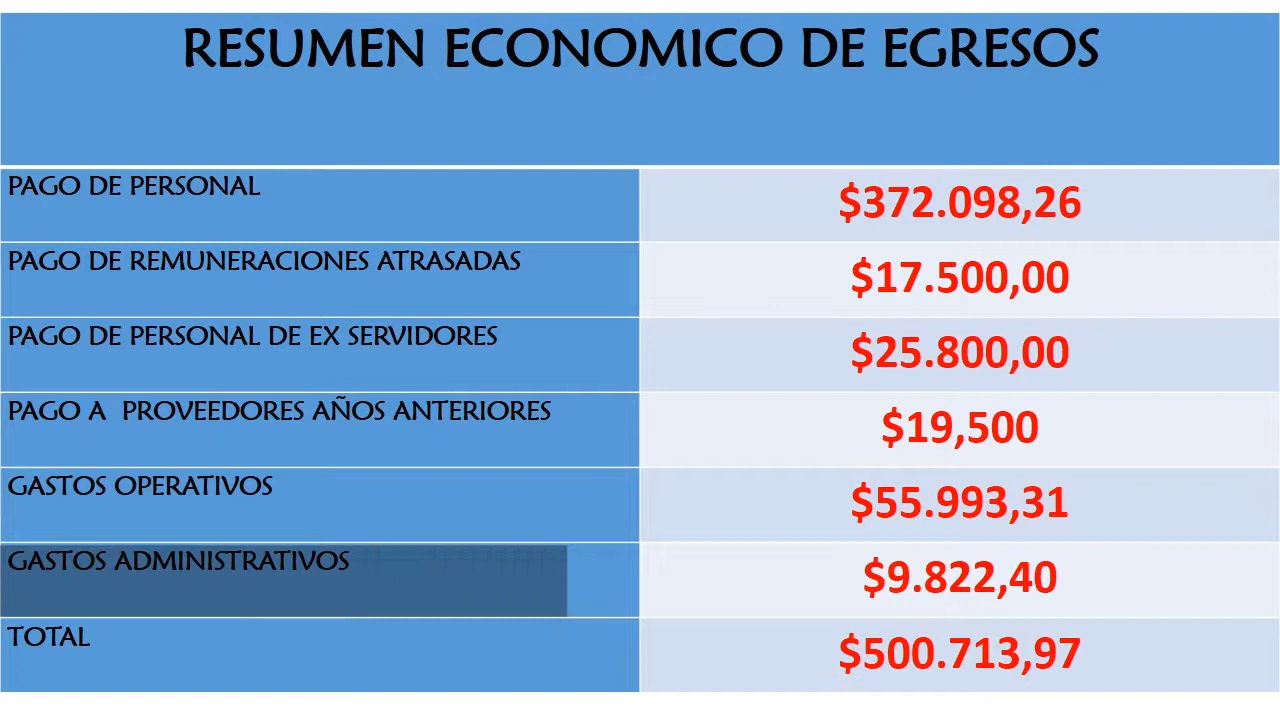 RESUMEN ECONOMICO DE EGRESOS
PAGO DE PERSONAL $372.098,26
PAGO DE REMUNERACIONES ATRASADAS $17.500,00
PAGO DE PERSONAL DE EX SERVIDORES $25.800,00
PAGO A PROVEEDORES AÑOS ANTERIORES $19,500
GASTOS OPERATIVOS $55.993,31
GASTOS ADMINISTRATIVOS $9.822,40
TOTAL $500.713,97